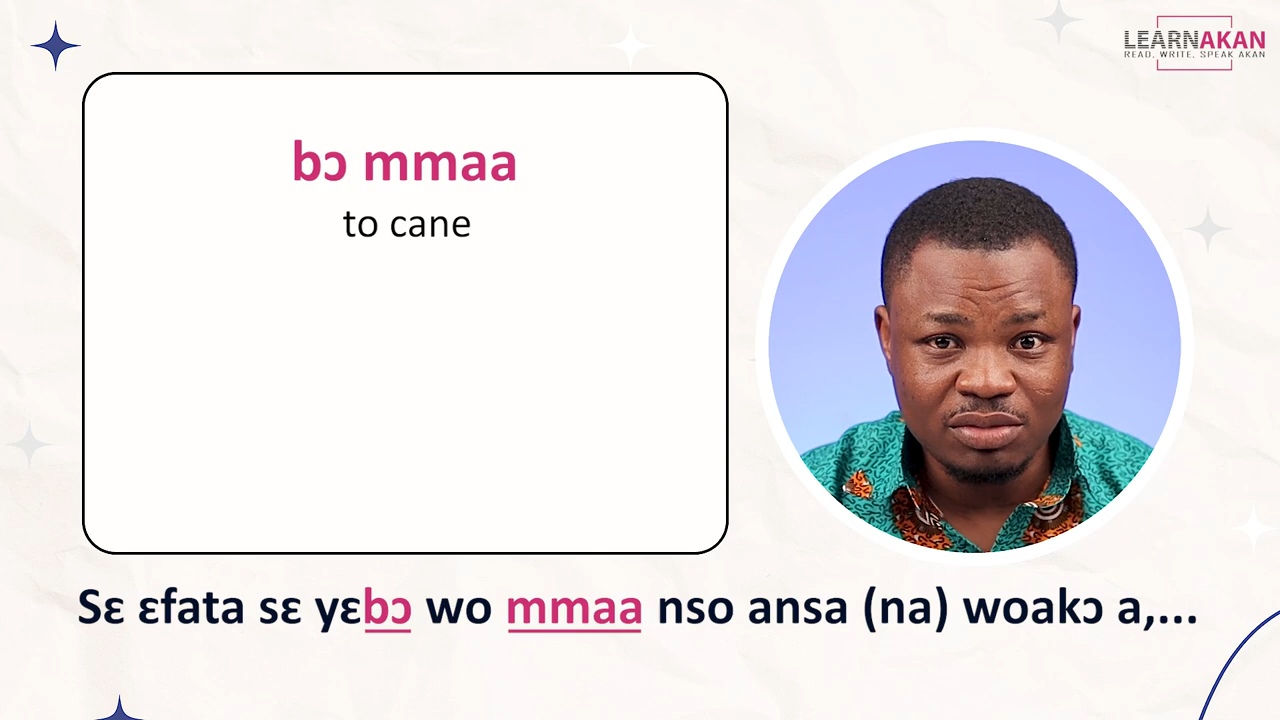 LEARNAKAN
READ. WRITE. SPEAK AKAN
bɔ mmaa
to cane
Sɛ ɛfata sɛ yɛbɔ wo mmaa nso ansa (na) woakɔ a,...